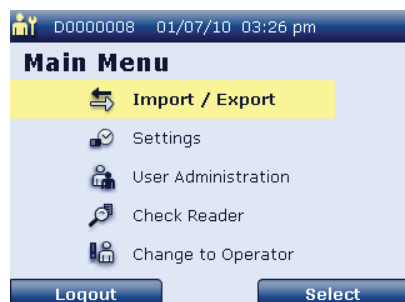 D0000008 01/07/10 03:26 pm
Main Menu
Import / Export
Settings
User Administration
Check Reader
Change to Operator
Logout Select